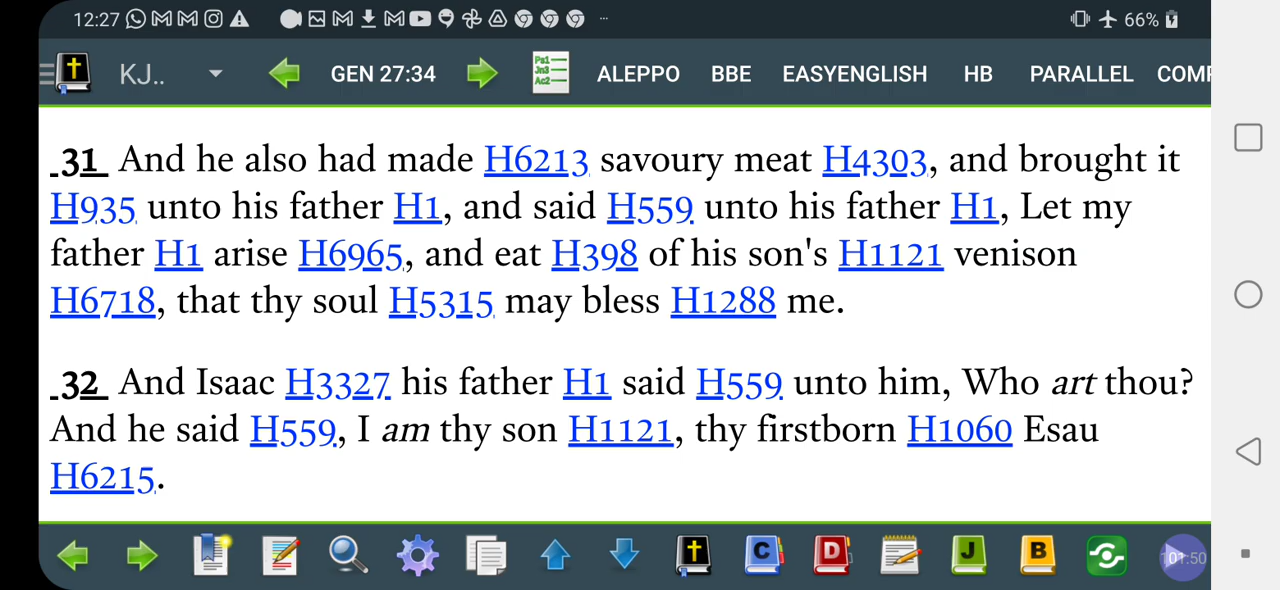 12:27 66%
KJ.. GEN 27:34 Ps1 Jn3 Ac2 ALEPPO BBE EASYENGLISH HB PARALLEL
31 And he also had made H6213 savoury meat H4303, and brought it
H935 unto his father H1, and said H559 unto his father H1, Let my
father H1 arise H6965, and eat H398 of his son's H1121 venison
H6718, that thy soul H5315 may bless H1288 me.
32 And Isaac H3327 his father H1 said H559 unto him, Who art thou?
And he said H559, I am thy son H1121, thy firstborn H1060 Esau
H6215.
C D J B 01:50